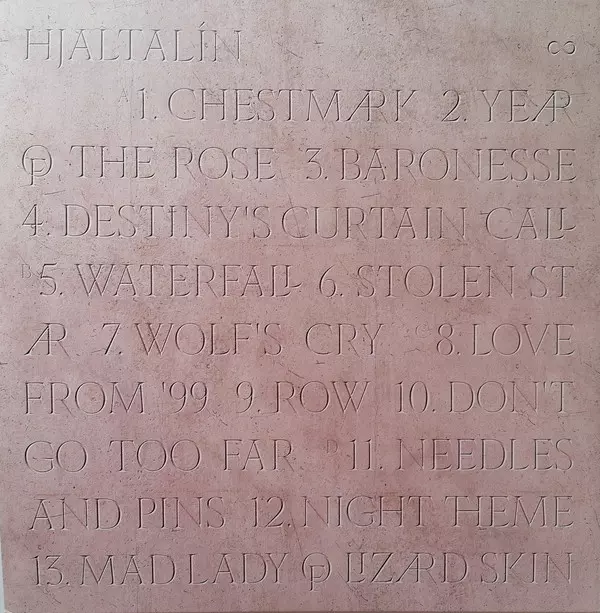 HJALTALÍN ∞
A 1. CHESTMARK 2. YEAR
OF THE ROSE 3. BARONESSE
4. DESTINY'S CURTAIN CALL
B 5. WATERFALL 6. STOLEN ST
AR 7. WOLF'S CRY C 8. LOVE
FROM '99 9. ROW 10. DON'T
GO TOO FAR D 11. NEEDLES
AND PINS 12. NIGHT THEME
13. MAD LADY OF LIZARD SKIN